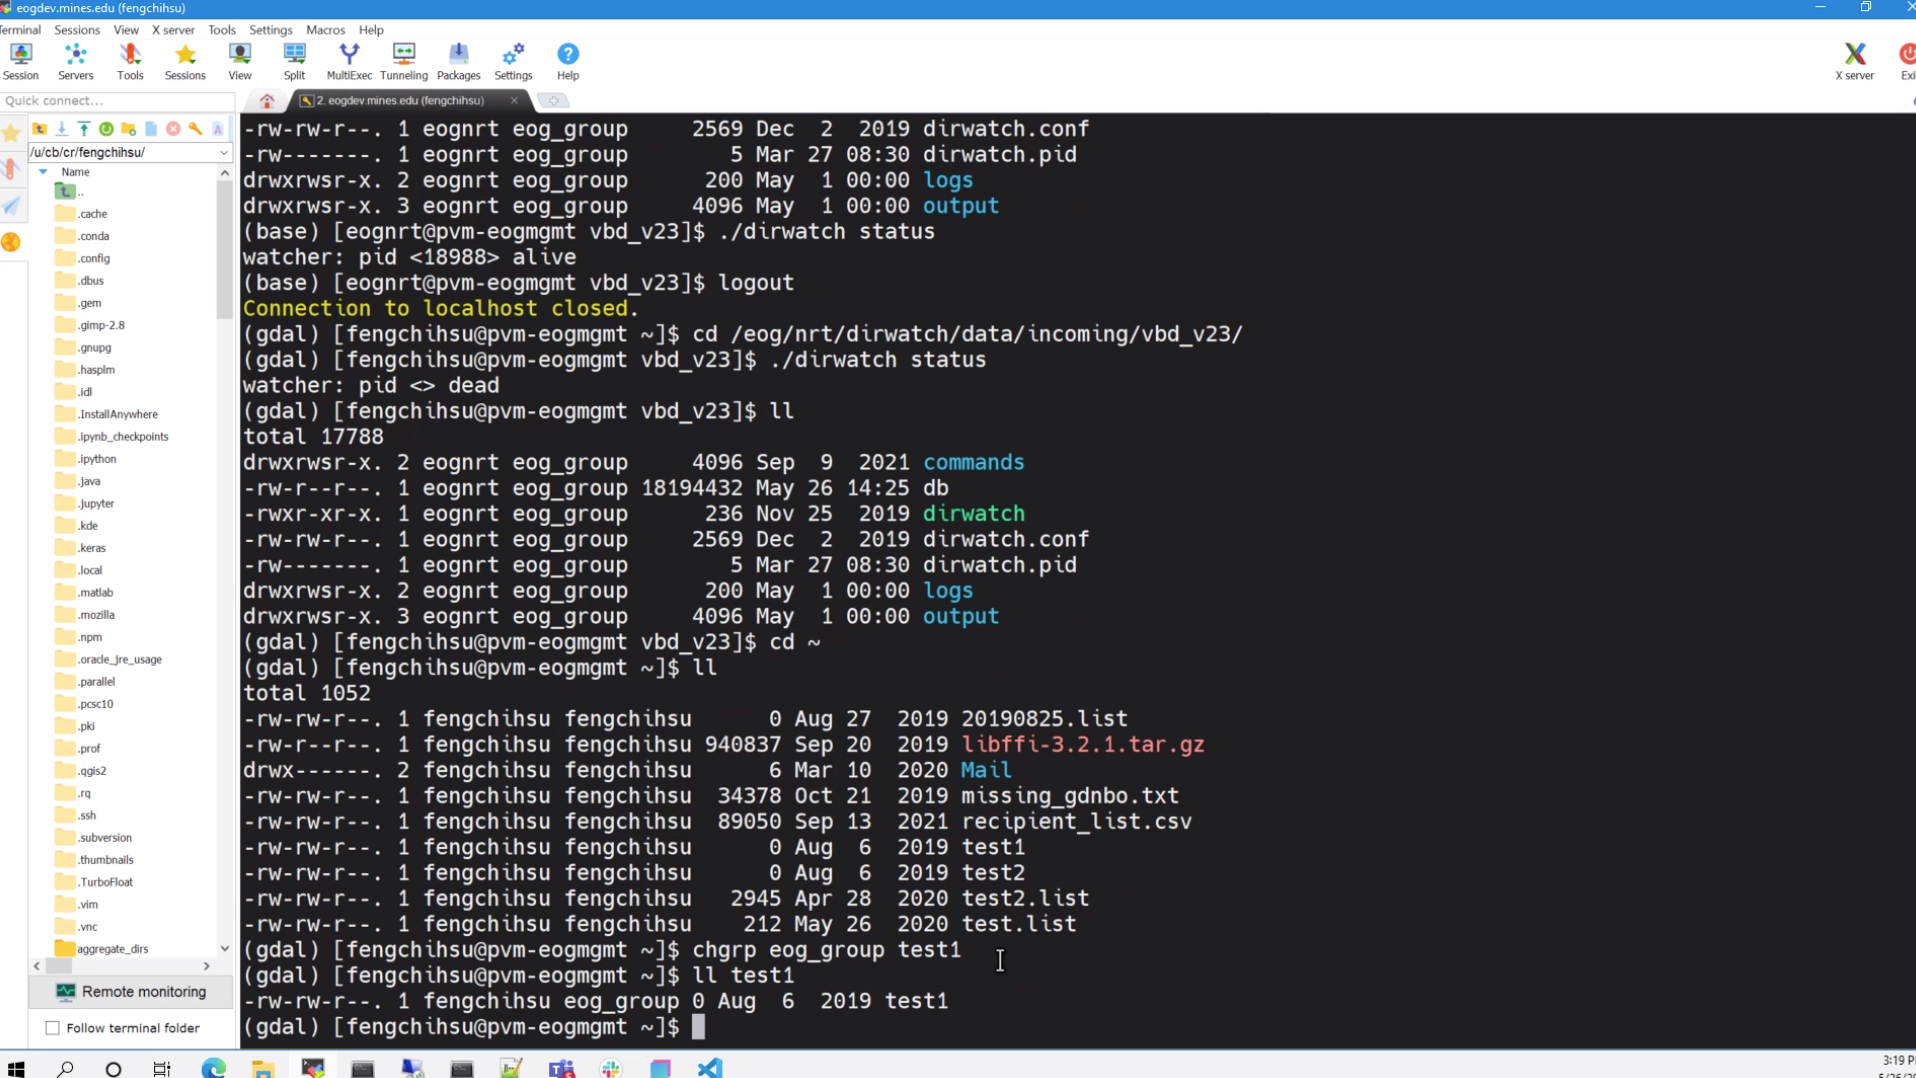 eogdev.mines.edu (fengchihsu)
Terminal Sessions View X server Tools Settings Macros Help
Session Servers Tools Sessions View Split MultiExec Tunneling Packages Settings Help X server Exi
Quick connect...
2. eogdev.mines.edu (fengchihsu)
/u/cb/cr/fengchihsu/
Name
..
.cache
.conda
.config
.dbus
.gem
.gimp-2.8
.gnupg
.hasplm
.idl
.InstallAnywhere
.ipynb_checkpoints
.ipython
.java
.jupyter
.kde
.keras
.local
.matlab
.mozilla
.npm
.oracle_jre_usage
.parallel
.pcsc10
.pki
.prof
.qgis2
.rq
.ssh
.subversion
.thumbnails
.TurboFloat
.vim
.vnc
aggregate_dirs
Remote monitoring
Follow terminal folder
-rw-rw-r--. 1 eognrt eog_group 2569 Dec 2 2019 dirwatch.conf
-rw-------. 1 eognrt eog_group 5 Mar 27 08:30 dirwatch.pid
drwxrwsr-x. 2 eognrt eog_group 200 May 1 00:00 logs
drwxrwsr-x. 3 eognrt eog_group 4096 May 1 00:00 output
(base) [eognrt@pvm-eogmgmt vbd_v23]$ ./dirwatch status
watcher: pid <18988> alive
(base) [eognrt@pvm-eogmgmt vbd_v23]$ logout
Connection to localhost closed.
(gdal) [fengchihsu@pvm-eogmgmt ~]$ cd /eog/nrt/dirwatch/data/incoming/vbd_v23/
(gdal) [fengchihsu@pvm-eogmgmt vbd_v23]$ ./dirwatch status
watcher: pid <> dead
(gdal) [fengchihsu@pvm-eogmgmt vbd_v23]$ ll
total 17788
drwxrwsr-x. 2 eognrt eog_group 4096 Sep 9 2021 commands
-rw-r--r--. 1 eognrt eog_group 18194432 May 26 14:25 db
-rwxr-xr-x. 1 eognrt eog_group 236 Nov 25 2019 dirwatch
-rw-rw-r--. 1 eognrt eog_group 2569 Dec 2 2019 dirwatch.conf
-rw-------. 1 eognrt eog_group 5 Mar 27 08:30 dirwatch.pid
drwxrwsr-x. 2 eognrt eog_group 200 May 1 00:00 logs
drwxrwsr-x. 3 eognrt eog_group 4096 May 1 00:00 output
(gdal) [fengchihsu@pvm-eogmgmt vbd_v23]$ cd ~
(gdal) [fengchihsu@pvm-eogmgmt ~]$ ll
total 1052
-rw-rw-r--. 1 fengchihsu fengchihsu 0 Aug 27 2019 20190825.list
-rw-r--r--. 1 fengchihsu fengchihsu 940837 Sep 20 2019 libffi-3.2.1.tar.gz
drwx------. 2 fengchihsu fengchihsu 6 Mar 10 2020 Mail
-rw-rw-r--. 1 fengchihsu fengchihsu 34378 Oct 21 2019 missing_gdnbo.txt
-rw-rw-r--. 1 fengchihsu fengchihsu 89050 Sep 13 2021 recipient_list.csv
-rw-rw-r--. 1 fengchihsu fengchihsu 0 Aug 6 2019 test1
-rw-rw-r--. 1 fengchihsu fengchihsu 0 Aug 6 2019 test2
-rw-rw-r--. 1 fengchihsu fengchihsu 2945 Apr 28 2020 test2.list
-rw-rw-r--. 1 fengchihsu fengchihsu 212 May 26 2020 test.list
(gdal) [fengchihsu@pvm-eogmgmt ~]$ chgrp eog_group test1
(gdal) [fengchihsu@pvm-eogmgmt ~]$ ll test1
-rw-rw-r--. 1 fengchihsu eog_group 0 Aug 6 2019 test1
(gdal) [fengchihsu@pvm-eogmgmt ~]$
3:19 P